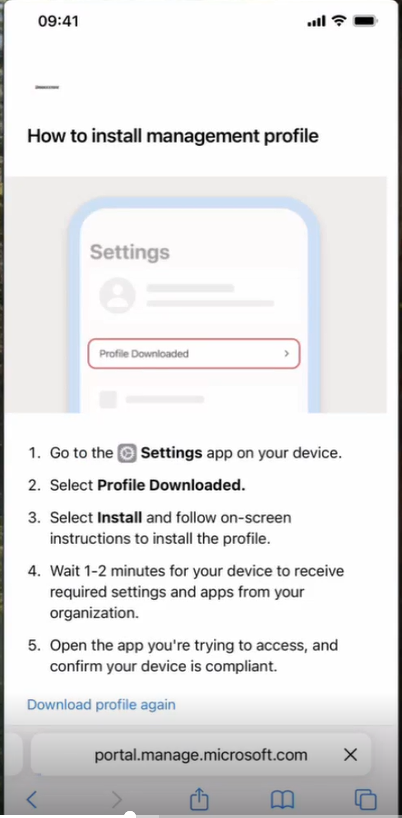 09:41
How to install management profile
Settings
Profile Downloaded
1. Go to the Settings app on your device.
2. Select Profile Downloaded.
3. Select Install and follow on-screen
instructions to install the profile.
4. Wait 1-2 minutes for your device to receive
required settings and apps from your
organization.
5. Open the app you're trying to access, and
confirm your device is compliant.
Download profile again
portal.manage.microsoft.com